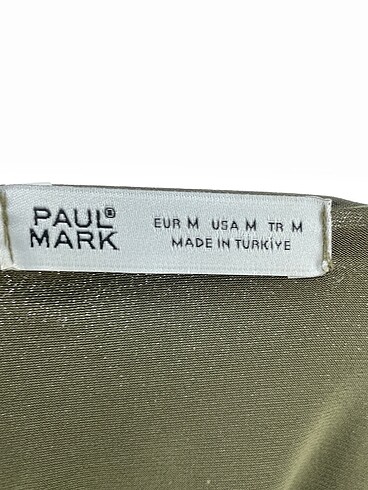 PAUL®
MARK
EUR M USA M TR M
MADE IN TÜRKİYE